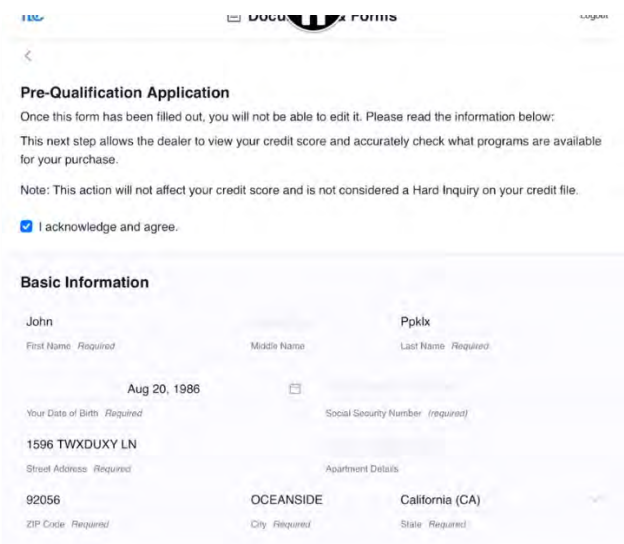 Forms
Logout
Pre-Qualification Application
Once this form has been filled out, you will not be able to edit it. Please read the information below:
This next step allows the dealer to view your credit score and accurately check what programs are available
for your purchase.
Note: This action will not affect your credit score and is not considered a Hard Inquiry on your credit file.
I acknowledge and agree.
Basic Information
John Ppklx
First Name Required Middle Name Last Name Required
Aug 20, 1986
Your Date of Birth Required Social Security Number (required)
1596 TWXDUXY LN
Street Address Required Apartment Details
92056 OCEANSIDE California (CA)
ZIP Code Required City Required State Required